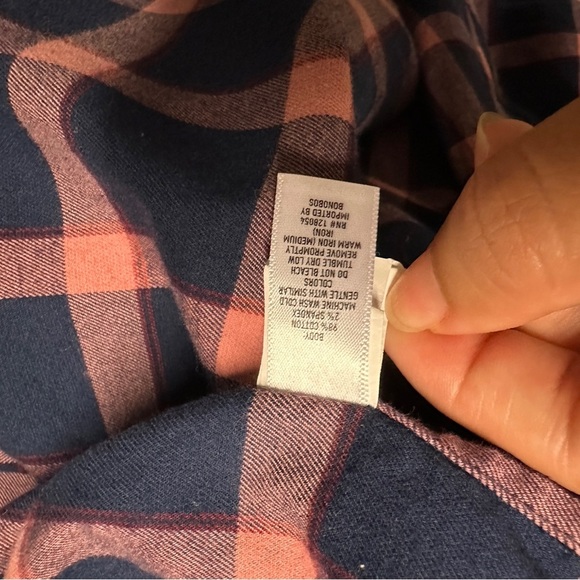 BODY:
98% COTTON
2% SPANDEX
MACHINE WASH COLD
GENTLE WITH SIMILAR
COLORS
DO NOT BLEACH
TUMBLE DRY LOW
REMOVE PROMPTLY
WARM IRON (MEDIUM
IRON)
RN# 128054
IMPORTED BY
BONOBOS